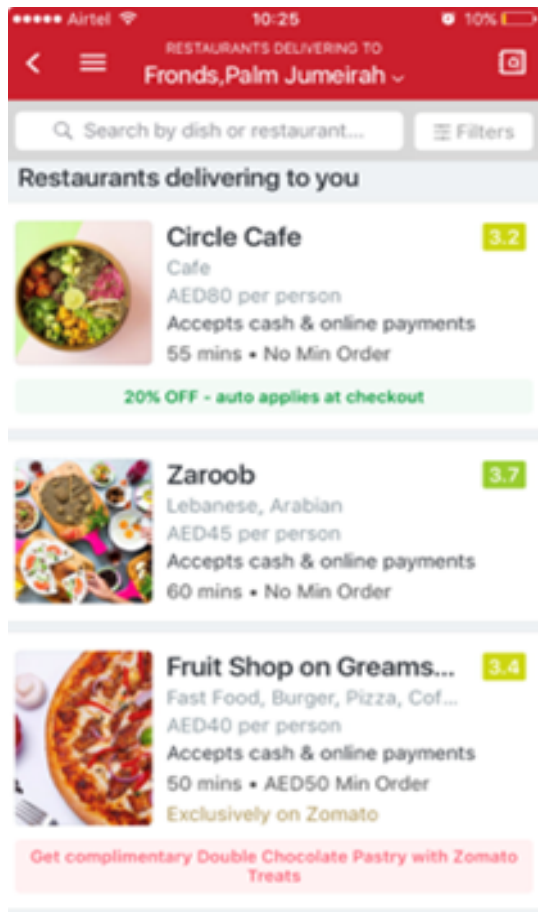 Airtel 10:25 10%
RESTAURANTS DELIVERING TO
Fronds,Palm Jumeirah
Search by dish or restaurant... Filters
Restaurants delivering to you
Circle Cafe 3.2
Cafe
AED80 per person
Accepts cash & online payments
55 mins • No Min Order
20% OFF - auto applies at checkout
Zaroob 3.7
Lebanese, Arabian
AED45 per person
Accepts cash & online payments
60 mins • No Min Order
Fruit Shop on Greams... 3.4
Fast Food, Burger, Pizza, Cof...
AED40 per person
Accepts cash & online payments
50 mins • AED50 Min Order
Exclusively on Zomato
Get complimentary Double Chocolate Pastry with Zomato
Treats